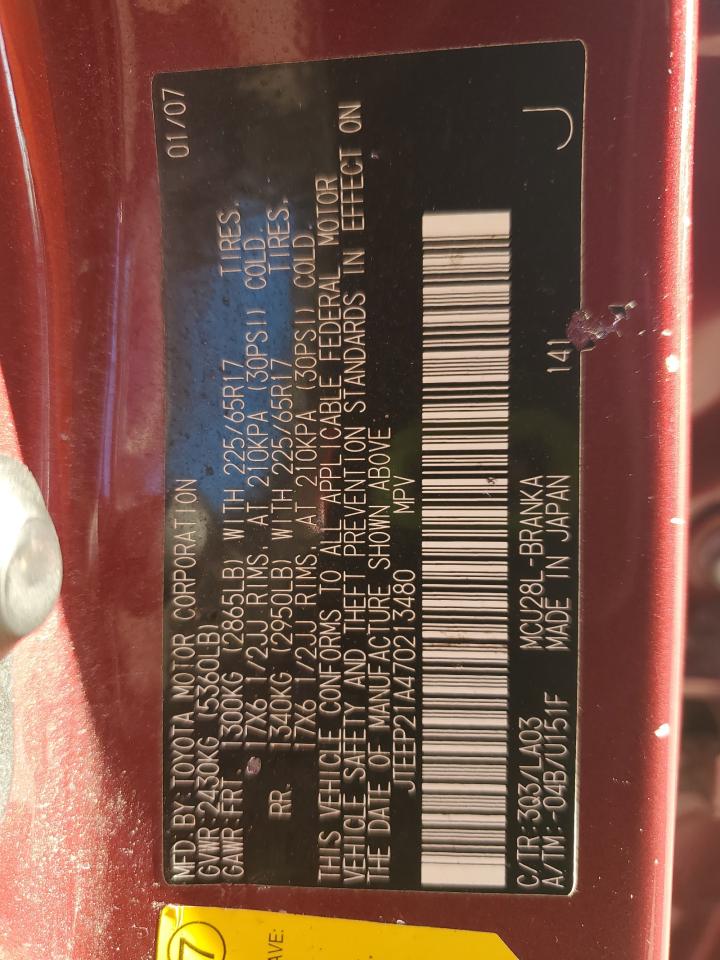 MFD. BY: TOYOTA MOTOR CORPORATION 01/07
GVWR: 2430KG (5360LB)
GAWR: FRT. 1300KG (2865LB) WITH 225/65R17 TIRES,
17X6 1/2JJ RIMS, AT 210KPA (30PSI) COLD.
RR. 1340KG (2950LB) WITH 225/65R17 TIRES,
17X6 1/2JJ RIMS, AT 210KPA (30PSI) COLD.
THIS VEHICLE CONFORMS TO ALL APPLICABLE FEDERAL MOTOR
VEHICLE SAFETY AND THEFT PREVENTION STANDARDS IN EFFECT ON
THE DATE OF MANUFACTURE SHOWN ABOVE.
JTEEP21A470213480 MPV
C/TR: 3Q3/LA03 MCU28L-BRANKA 141 J
A/TM: -04B/U151F MADE IN JAPAN
7
AVE: